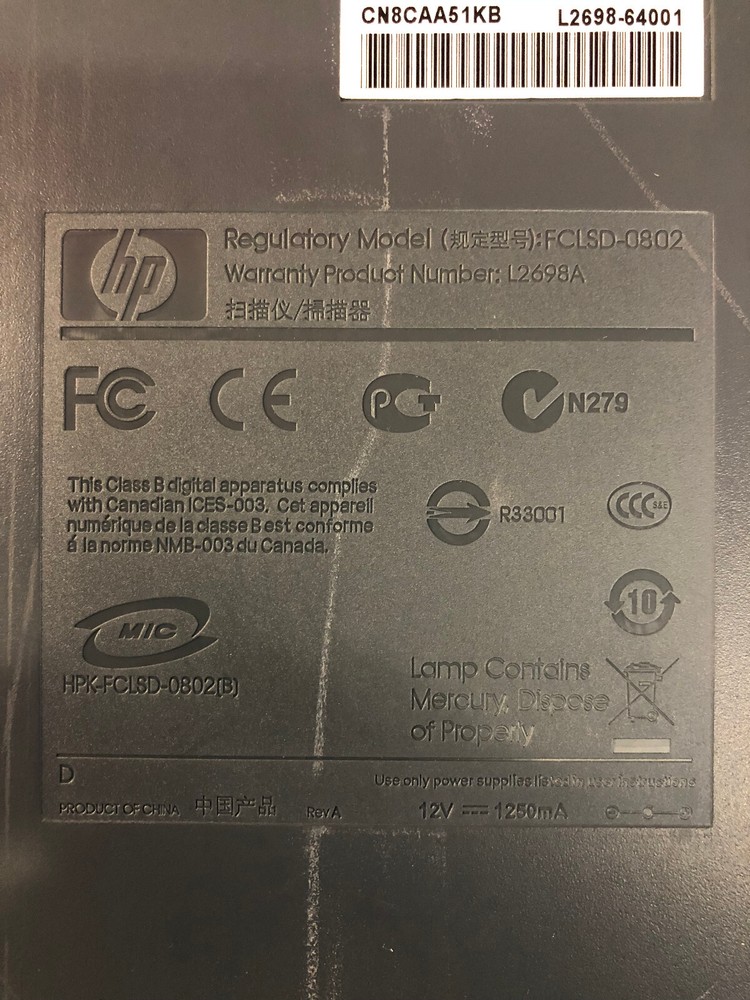 CN8CAA51KB L2698-64001
hp
Regulatory Model (规定型号):FCLSD-0802
Warranty Product Number: L2698A
扫描仪/掃描器
FC CE PCT N279
This Class B digital apparatus complies
with Canadian ICES-003. Cet appareil
numérique de la classe B est conforme
á la norme NMB-003 du Canada.
R33001
CCC S&E
10
MIC
HPK-FCLSD-0802(B)
Lamp Contains
Mercury, Dispose
of Properly
D
Use only power supplies listed in user instructions
PRODUCT OF CHINA 中国产品 Rev A 12V 1250mA